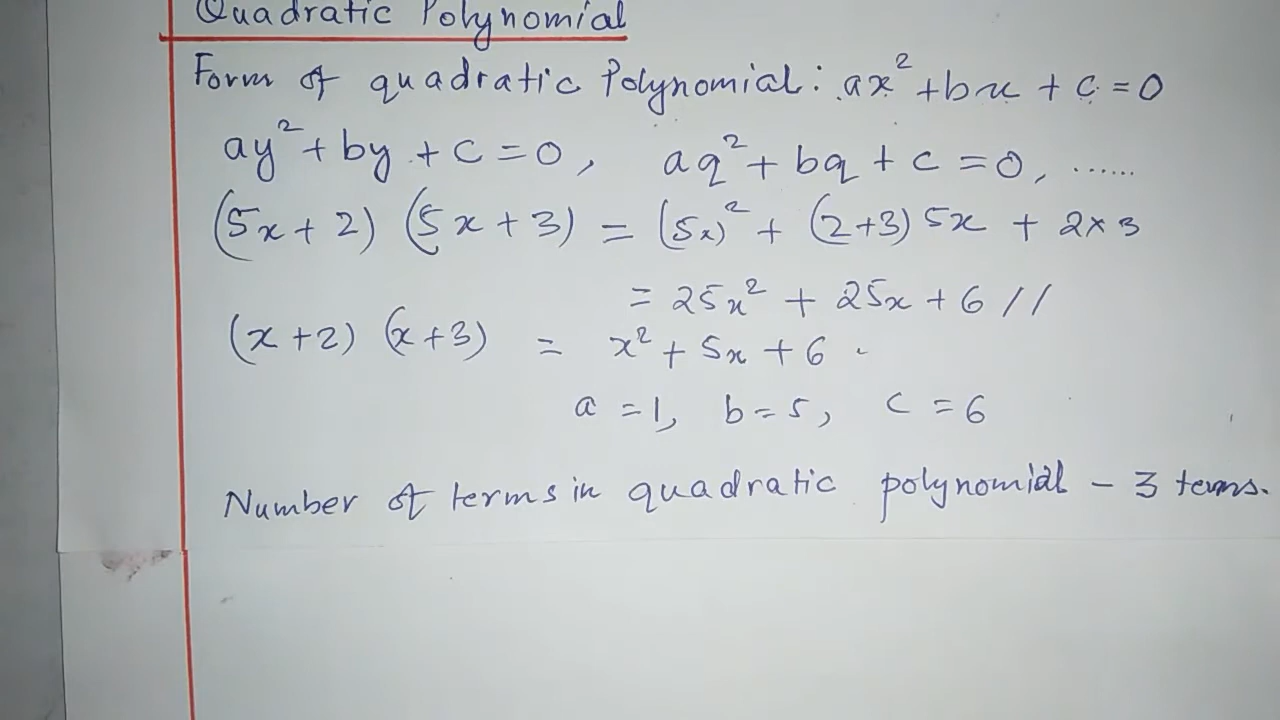 Quadratic Polynomial
Form of quadratic Polynomial: ax² + bx + c = 0
ay² + by + c = 0, aq² + bq + c = 0, ......
(5x + 2) (5x + 3) = (5x)² + (2+3) 5x + 2×3
= 25x² + 25x + 6 //
(x + 2) (x + 3) = x² + 5x + 6 .
a = 1, b = 5, c = 6
Number of terms in quadratic polynomial - 3 terms.